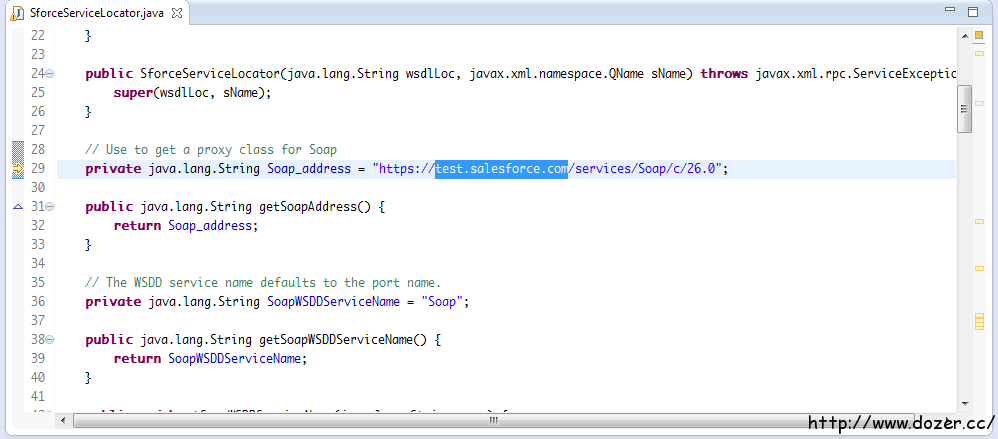 SforceServiceLocator.java
22 }
23
24 public SforceServiceLocator(java.lang.String wsdlLoc, javax.xml.namespace.QName sName) throws javax.xml.rpc.ServiceException
25 super(wsdlLoc, sName);
26 }
27
28 // Use to get a proxy class for Soap
29 private java.lang.String Soap_address = "https://test.salesforce.com/services/Soap/c/26.0";
30
31 public java.lang.String getSoapAddress() {
32 return Soap_address;
33 }
34
35 // The WSDD service name defaults to the port name.
36 private java.lang.String SoapWSDDServiceName = "Soap";
37
38 public java.lang.String getSoapWSDDServiceName() {
39 return SoapWSDDServiceName;
40 }
41
http://www.dozer.cc/